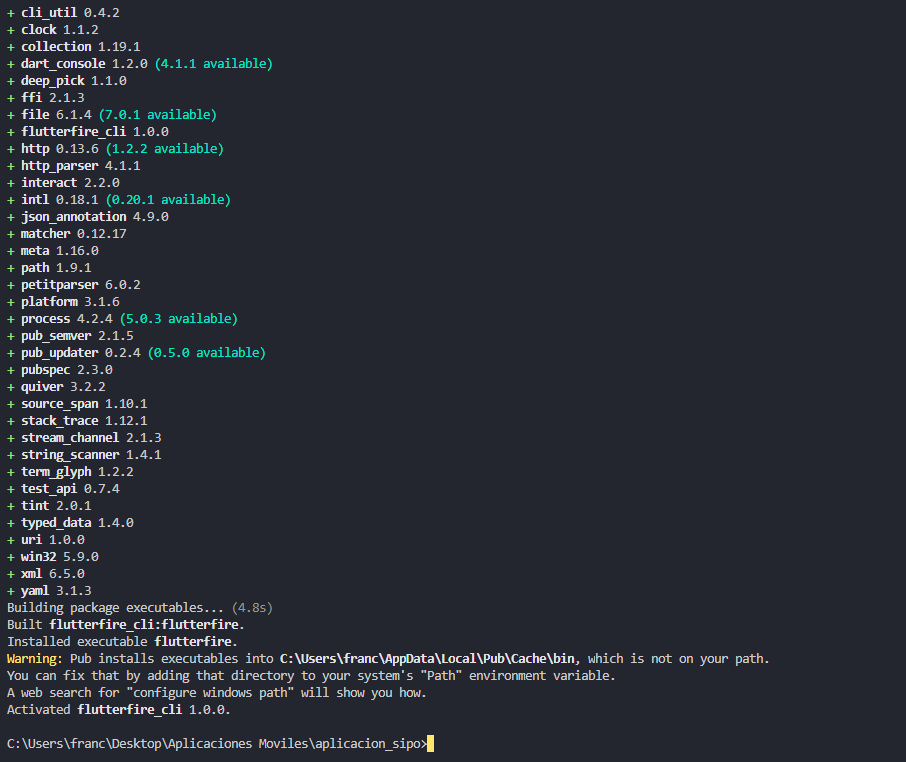 + cli_util 0.4.2
+ clock 1.1.2
+ collection 1.19.1
+ dart_console 1.2.0 (4.1.1 available)
+ deep_pick 1.1.0
+ ffi 2.1.3
+ file 6.1.4 (7.0.1 available)
+ flutterfire_cli 1.0.0
+ http 0.13.6 (1.2.2 available)
+ http_parser 4.1.1
+ interact 2.2.0
+ intl 0.18.1 (0.20.1 available)
+ json_annotation 4.9.0
+ matcher 0.12.17
+ meta 1.16.0
+ path 1.9.1
+ petitparser 6.0.2
+ platform 3.1.6
+ process 4.2.4 (5.0.3 available)
+ pub_semver 2.1.5
+ pub_updater 0.2.4 (0.5.0 available)
+ pubspec 2.3.0
+ quiver 3.2.2
+ source_span 1.10.1
+ stack_trace 1.12.1
+ stream_channel 2.1.3
+ string_scanner 1.4.1
+ term_glyph 1.2.2
+ test_api 0.7.4
+ tint 2.0.1
+ typed_data 1.4.0
+ uri 1.0.0
+ win32 5.9.0
+ xml 6.5.0
+ yaml 3.1.3
Building package executables... (4.8s)
Built flutterfire_cli:flutterfire.
Installed executable flutterfire.
Warning: Pub installs executables into C:\Users\franc\AppData\Local\Pub\Cache\bin, which is not on your path.
You can fix that by adding that directory to your system's "Path" environment variable.
A web search for "configure windows path" will show you how.
Activated flutterfire_cli 1.0.0.
C:\Users\franc\Desktop\Aplicaciones Moviles\aplicacion_sipo>